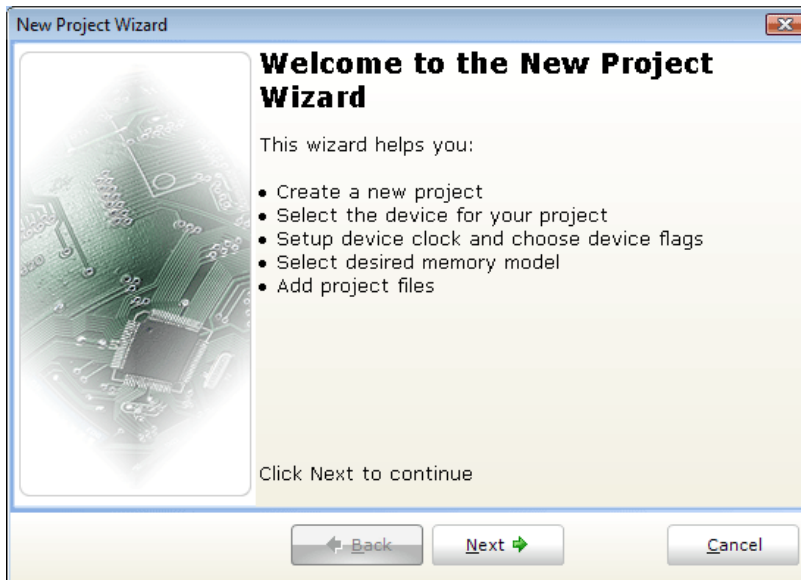 New Project Wizard
Welcome to the New Project
Wizard
This wizard helps you:
• Create a new project
• Select the device for your project
• Setup device clock and choose device flags
• Select desired memory model
• Add project files
Click Next to continue
Back
Next
Cancel